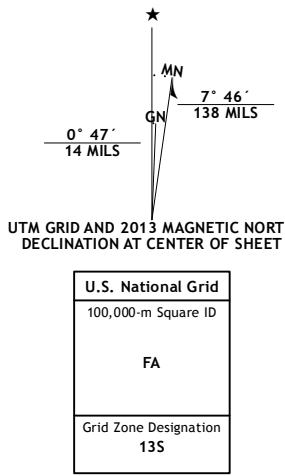 ★
MN
7° 46´
138 MILS
GN
0° 47´
14 MILS
UTM GRID AND 2013 MAGNETIC NORT
DECLINATION AT CENTER OF SHEET
U.S. National Grid
100,000-m Square ID
FA
Grid Zone Designation
13S